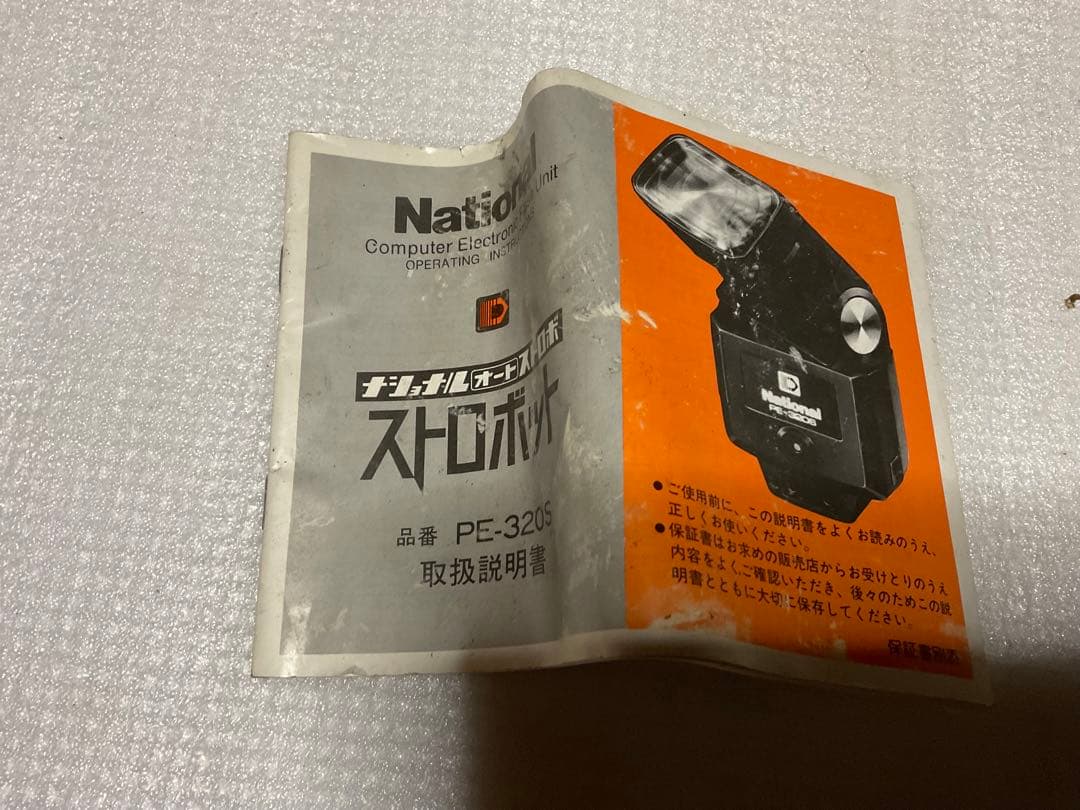 National
Computer Electronic Unit
OPERATING INSTRUCTIONS
ナショナル オート ストロボ
ストロボット
品番 PE-320S
取扱説明書
National
PE-320S
●ご使用前に、この説明書をよくお読みのうえ、
正しくお使いください。
●保証書はお求めの販売店からお受けとりのうえ
内容をよくご確認いただき、後々のためこの説
明書とともに大切に保存してください。
保証書別添